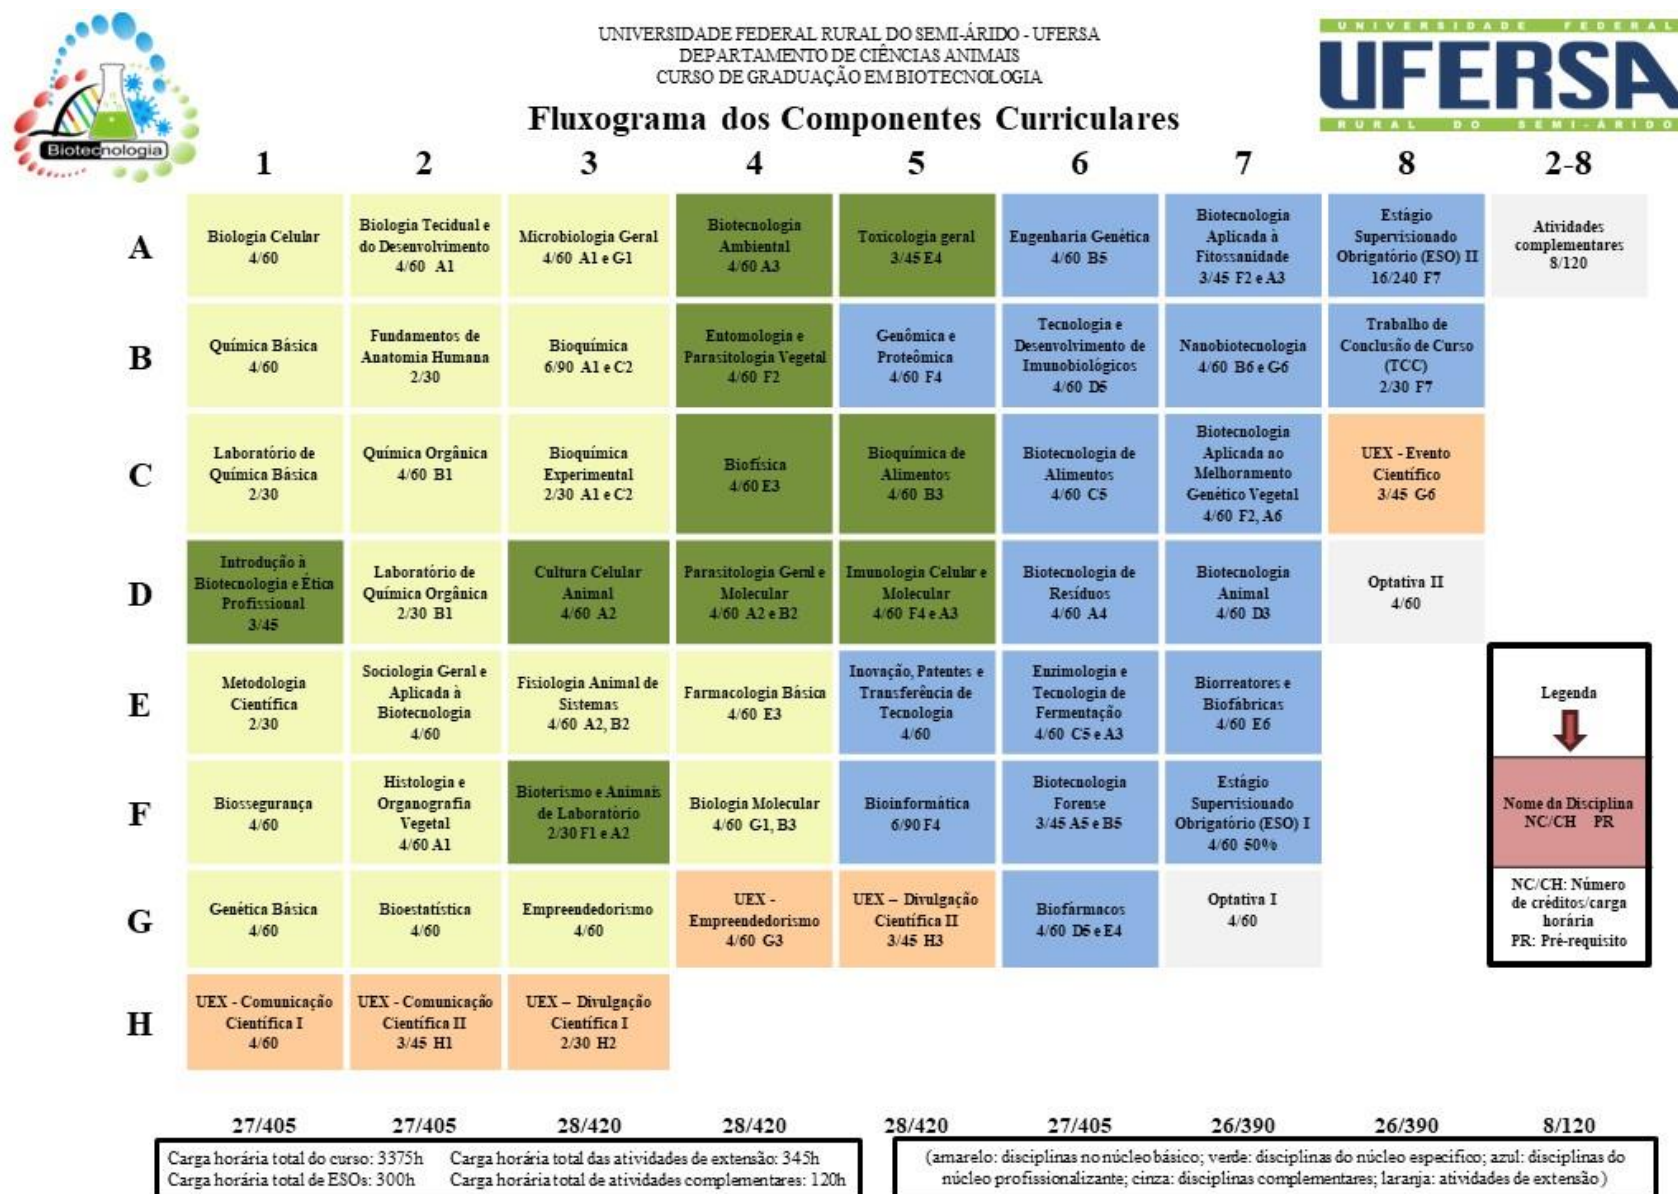 UNIVERSIDADE FEDERAL RURAL DO SEMI-ÁRIDO - UFERSA
DEPARTAMENTO DE CIÊNCIAS ANIMAIS
CURSO DE GRADUAÇÃO EM BIOTECNOLOGIA
Fluxograma dos Componentes Curriculares
Biotecnologia
UNIVERSIDADE FEDERAL
UFERSA
RURAL DO SEMI-ÁRIDO
1 2 3 4 5 6 7 8 2-8
A
Biologia Celular
4/60
Biologia Tecidual e
do Desenvolvimento
4/60 A1
Microbiologia Geral
4/60 A1 e G1
Biotecnologia
Ambiental
4/60 A3
Toxicologia geral
3/45 E4
Engenharia Genética
4/60 B5
Biotecnologia
Aplicada à
Fitossanidade
3/45 F2 e A3
Estágio
Supervisionado
Obrigatório (ESO) II
16/240 F7
Atividades
complementares
8/120
B
Química Básica
4/60
Fundamentos de
Anatomia Humana
2/30
Bioquímica
6/90 A1 e C2
Entomologia e
Parasitologia Vegetal
4/60 F2
Genômica e
Proteômica
4/60 F4
Tecnologia e
Desenvolvimento de
Imunobiológicos
4/60 D5
Nanobiotecnologia
4/60 B6 e G6
Trabalho de
Conclusão de Curso
(TCC)
2/30 F7
C
Laboratório de
Química Básica
2/30
Química Orgânica
4/60 B1
Bioquímica
Experimental
2/30 A1 e C2
Biofísica
4/60 E3
Bioquímica de
Alimentos
4/60 B3
Biotecnologia de
Alimentos
4/60 C5
Biotecnologia
Aplicada ao
Melhoramento
Genético Vegetal
4/60 F2, A6
UEX - Evento
Científico
3/45 G6
D
Introdução à
Biotecnologia e Ética
Profissional
3/45
Laboratório de
Química Orgânica
2/30 B1
Cultura Celular
Animal
4/60 A2
Parasitologia Geral e
Molecular
4/60 A2 e B2
Imunologia Celular e
Molecular
4/60 F4 e A3
Biotecnologia de
Resíduos
4/60 A4
Biotecnologia
Animal
4/60 D3
Optativa II
4/60
E
Metodologia
Científica
2/30
Sociologia Geral e
Aplicada à
Biotecnologia
4/60
Fisiologia Animal de
Sistemas
4/60 A2, B2
Farmacologia Básica
4/60 E3
Inovação, Patentes e
Transferência de
Tecnologia
4/60
Enzimologia e
Tecnologia de
Fermentação
4/60 C5 e A3
Biorreatores e
Biofábricas
4/60 E6
Legenda
F
Biossegurança
4/60
Histologia e
Organografia
Vegetal
4/60 A1
Bioterismo e Animais
de Laboratório
2/30 F1 e A2
Biologia Molecular
4/60 G1, B3
Bioinformática
6/90 F4
Biotecnologia
Forense
3/45 A5 e B5
Estágio
Supervisionado
Obrigatório (ESO) I
4/60 50%
Nome da Disciplina
NC/CH PR
G
Genética Básica
4/60
Bioestatística
4/60
Empreendedorismo
4/60
UEX -
Empreendedorismo
4/60 G3
UEX – Divulgação
Científica II
3/45 H3
Biofármacos
4/60 D5 e E4
Optativa I
4/60
NC/CH: Número
de créditos/carga
horária
PR: Pré-requisito
H
UEX - Comunicação
Científica I
4/60
UEX - Comunicação
Científica II
3/45 H1
UEX – Divulgação
Científica I
2/30 H2
27/405 27/405 28/420 28/420 28/420 27/405 26/390 26/390 8/120
Carga horária total do curso: 3375h Carga horária total das atividades de extensão: 345h
Carga horária total de ESOs: 300h Carga horária total de atividades complementares: 120h
(amarelo: disciplinas no núcleo básico; verde: disciplinas do núcleo especifico; azul: disciplinas do
núcleo profissionalizante; cinza: disciplinas complementares; laranja: atividades de extensão)